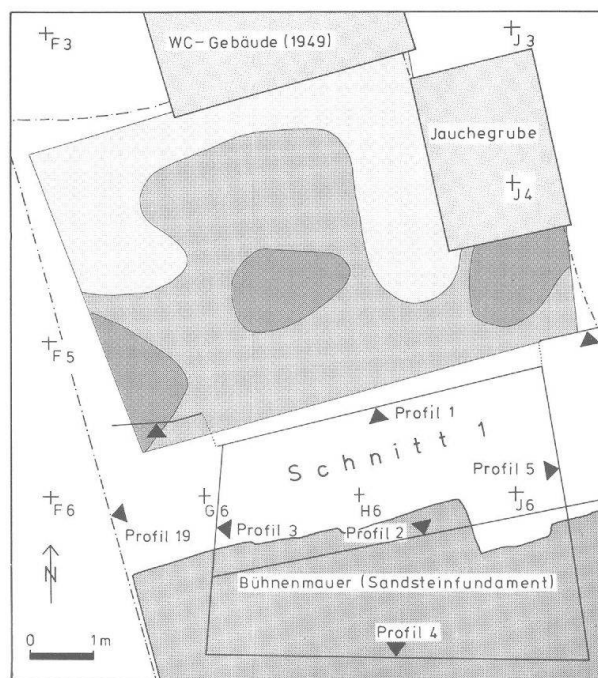 F3
WC-Gebäude (1949)
J3
Jauchegrube
J4
F5
Profil 1
Schnitt 1
Profil 5
F6
G6
H6
J6
Profil 19
Profil 3
Profil 2
N
Bühnenmauer (Sandsteinfundament)
Profil 4
0 1m